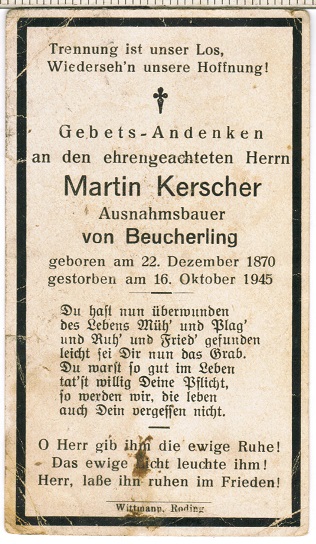 Trennung ist unser Los,
Wiederseh'n unsere Hoffnung!
Gebets-Andenken
an den ehrengeachteten Herrn
Martin Kerscher
Ausnahmsbauer
von Beucherling
geboren am 22. Dezember 1870
gestorben am 16. Oktober 1945
Du hast nun überwunden
des Lebens Müh' und Plag'
und Ruh' und Fried' gefunden
leicht sei Dir nun das Grab.
Du warst so gut im Leben
tat'st willig Deine Pflicht,
so werden wir, die leben
auch Dein vergessen nicht.
O Herr gib ihm die ewige Ruhe!
Das ewige Licht leuchte ihm!
Herr, laße ihn ruhen im Frieden!
Wittmann, Roding